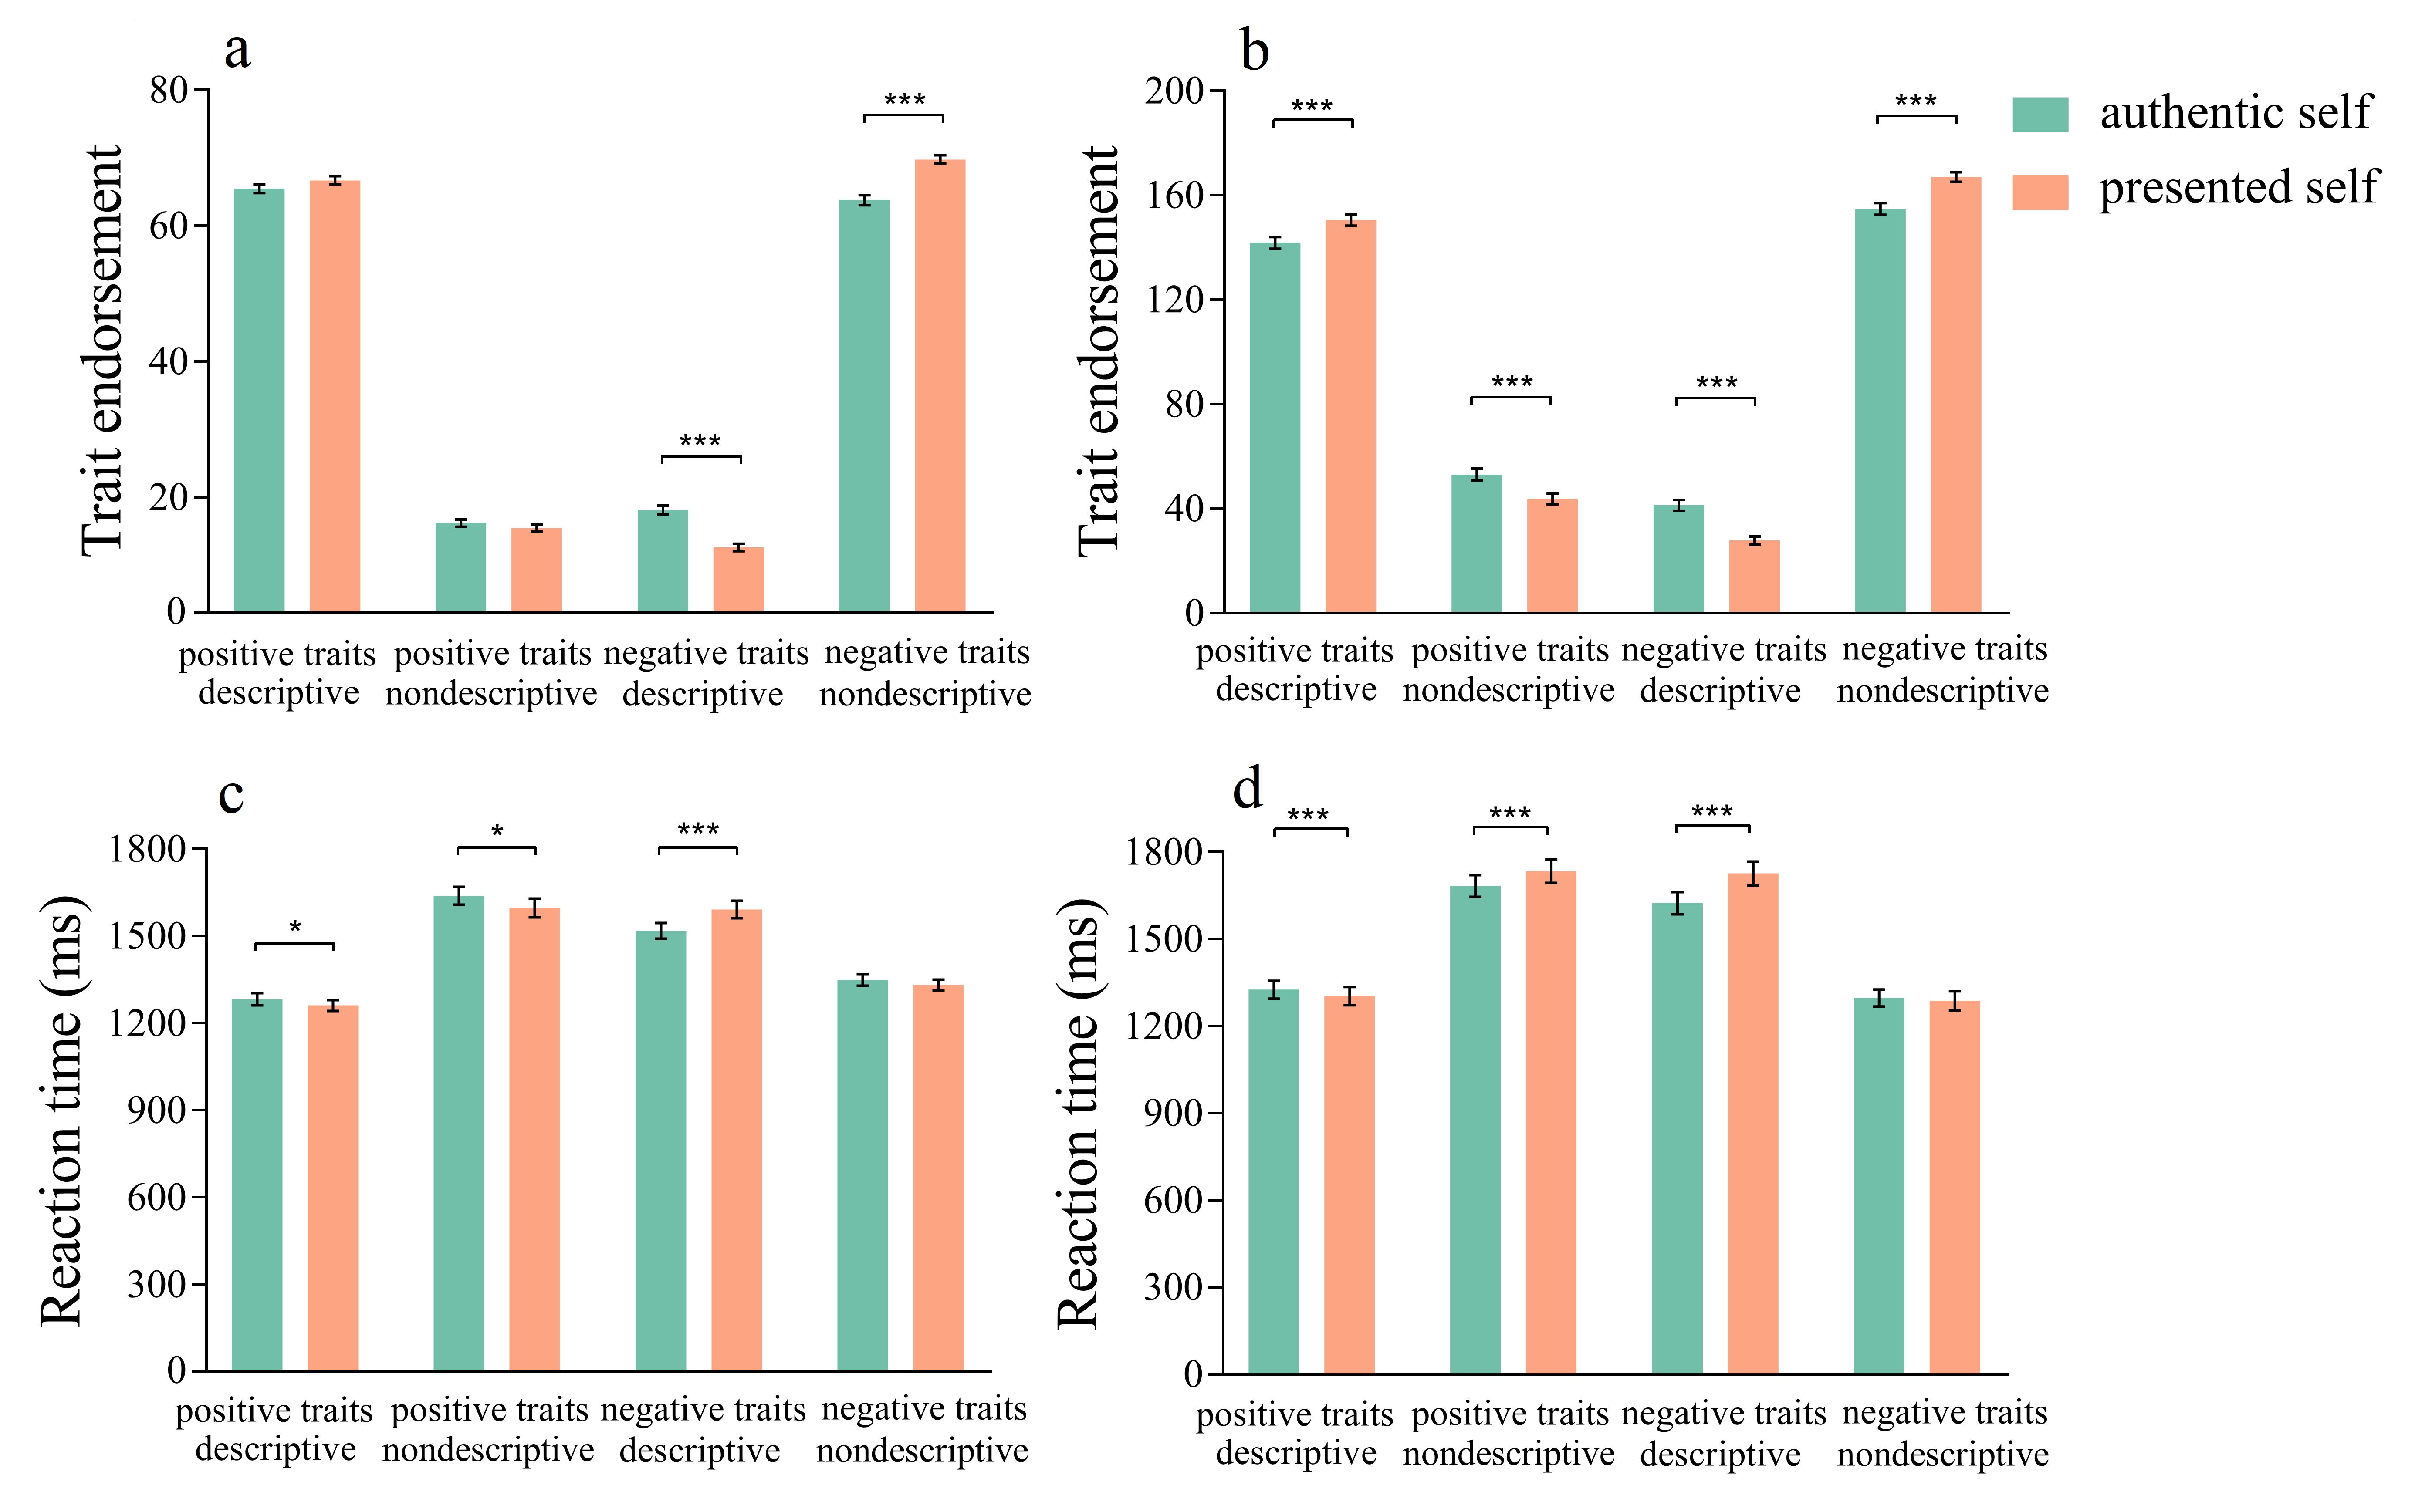 a
80
60
40
20
0
Trait endorsement
***
***
positive traits descriptive
positive traits nondescriptive
negative traits descriptive
negative traits nondescriptive
b
200
160
120
80
40
0
Trait endorsement
***
***
***
***
positive traits descriptive
positive traits nondescriptive
negative traits descriptive
negative traits nondescriptive
authentic self
presented self
c
1800
1500
1200
900
600
300
0
Reaction time (ms)
*
*
***
positive traits descriptive
positive traits nondescriptive
negative traits descriptive
negative traits nondescriptive
d
1800
1500
1200
900
600
300
0
Reaction time (ms)
***
***
***
positive traits descriptive
positive traits nondescriptive
negative traits descriptive
negative traits nondescriptive